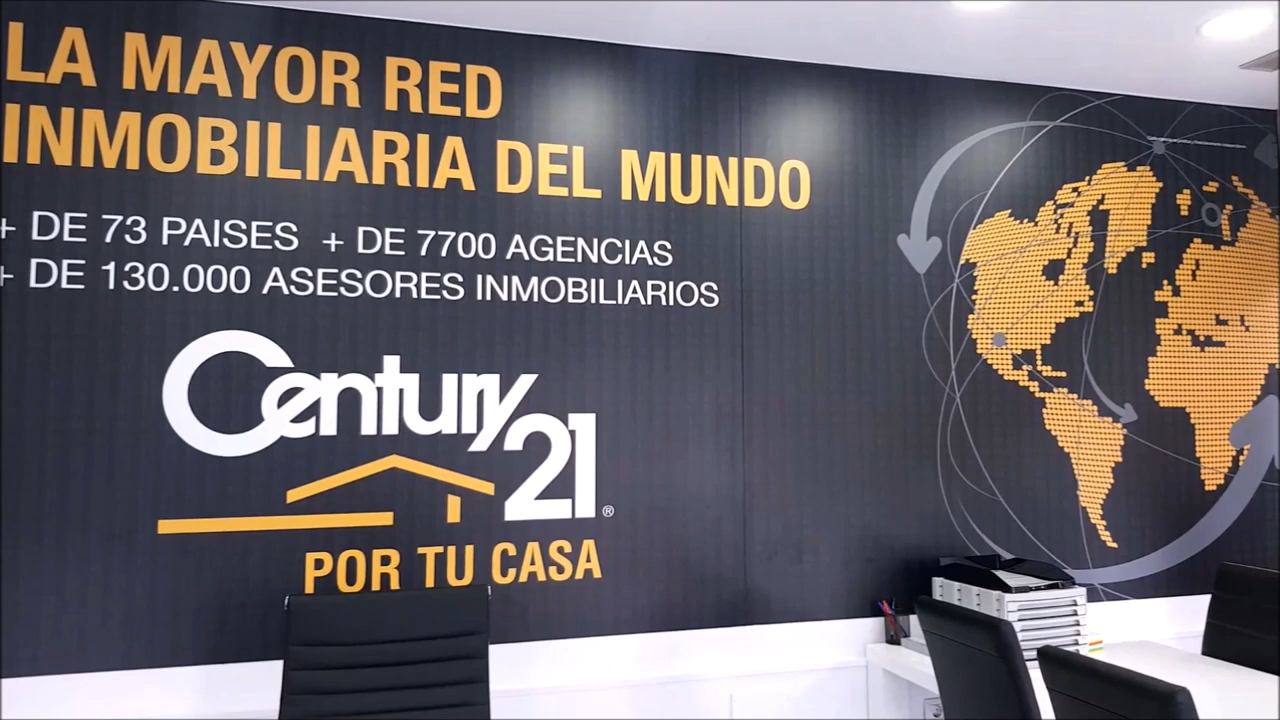 LA MAYOR RED
INMOBILIARIA DEL MUNDO
+ DE 73 PAISES + DE 7700 AGENCIAS
+ DE 130.000 ASESORES INMOBILIARIOS
Century 21®
POR TU CASA